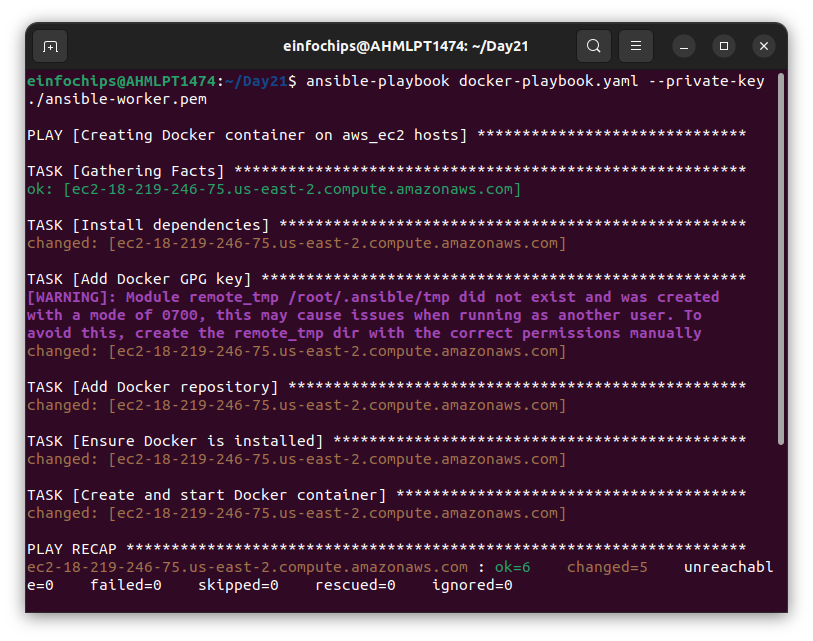 einfochips@AHMLPT1474: ~/Day21
einfochips@AHMLPT1474:~/Day21$ ansible-playbook docker-playbook.yaml --private-key
./ansible-worker.pem
PLAY [Creating Docker container on aws_ec2 hosts] ******************************
TASK [Gathering Facts] *********************************************************
ok: [ec2-18-219-246-75.us-east-2.compute.amazonaws.com]
TASK [Install dependencies] ****************************************************
changed: [ec2-18-219-246-75.us-east-2.compute.amazonaws.com]
TASK [Add Docker GPG key] ******************************************************
[WARNING]: Module remote_tmp /root/.ansible/tmp did not exist and was created
with a mode of 0700, this may cause issues when running as another user. To
avoid this, create the remote_tmp dir with the correct permissions manually
changed: [ec2-18-219-246-75.us-east-2.compute.amazonaws.com]
TASK [Add Docker repository] ***************************************************
changed: [ec2-18-219-246-75.us-east-2.compute.amazonaws.com]
TASK [Ensure Docker is installed] **********************************************
changed: [ec2-18-219-246-75.us-east-2.compute.amazonaws.com]
TASK [Create and start Docker container] ***************************************
changed: [ec2-18-219-246-75.us-east-2.compute.amazonaws.com]
PLAY RECAP *********************************************************************
ec2-18-219-246-75.us-east-2.compute.amazonaws.com : ok=6    changed=5    unreachabl
e=0    failed=0    skipped=0    rescued=0    ignored=0